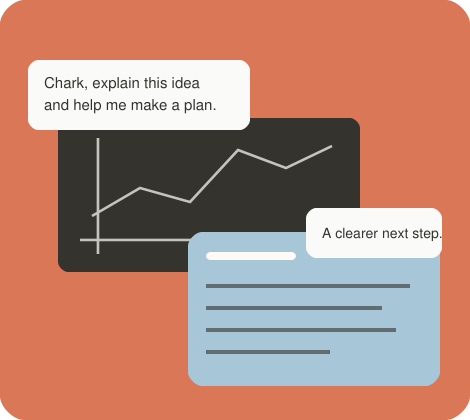 Chark, explain this idea
and help me make a plan.
A clearer next step.